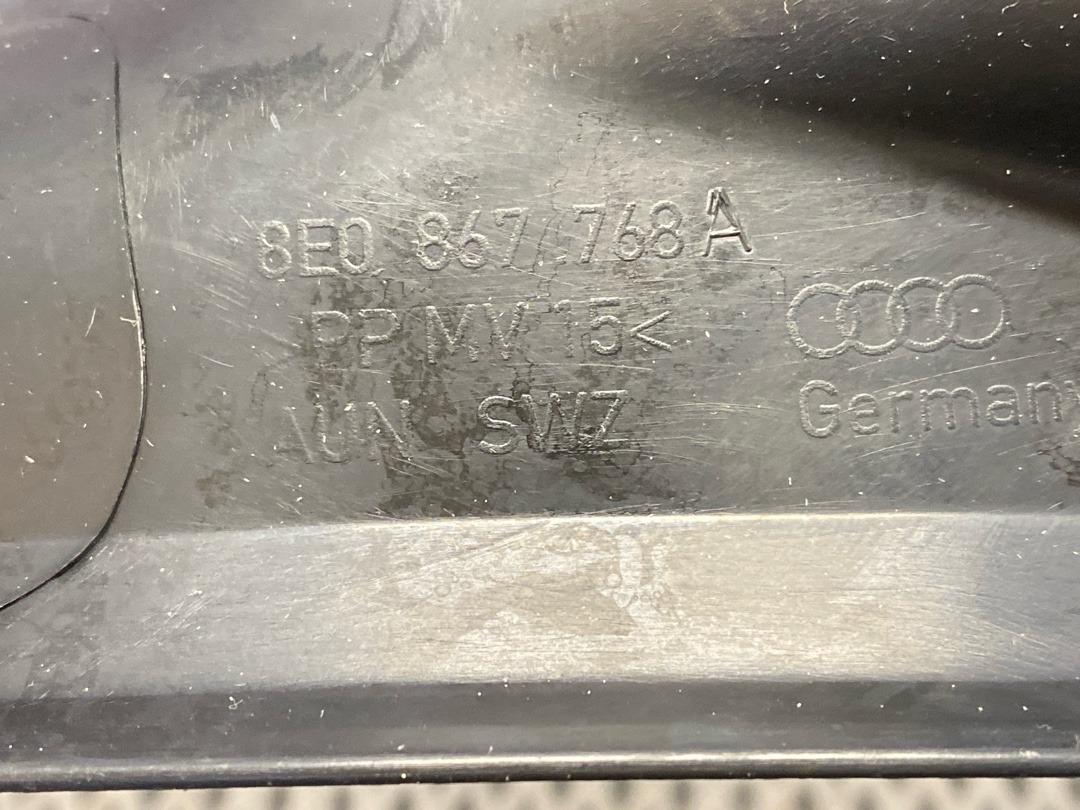 8E0 867 768 A
PP MV 15<
AUN SWZ
Germany